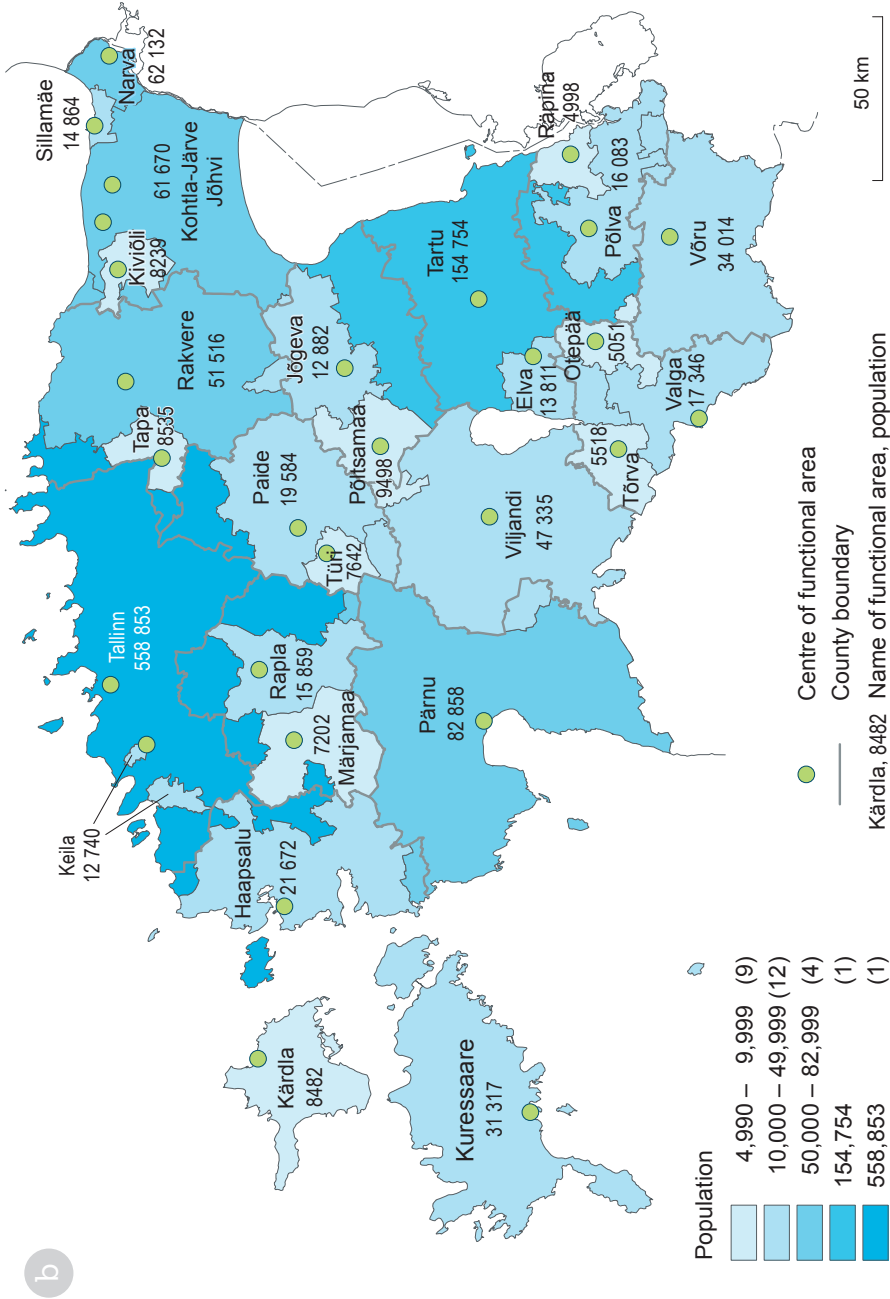 b
Keila
12 740
Tallinn
558 853
Tapa
8535
Rakvere
51 516
Kiviõli
8239
Sillamäe
14 864
Narva
62 132
61 670
Kohtla-Järve
Jõhvi
Haapsalu
21 672
Märjamaa
7202
Rapla
15 859
Türi
7642
Paide
19 584
Põltsamaa
9498
Jõgeva
12 882
Kärdla
8482
Kuressaare
31 317
Pärnu
82 858
Viljandi
47 335
Tartu
154 754
Elva
13 811
Otepää
5051
Põlva
16 083
Räpina
4998
Tõrva
5518
Valga
17 346
Võru
34 014
Population
4,990 – 9,999 (9)
10,000 – 49,999 (12)
50,000 – 82,999 (4)
154,754 (1)
558,853 (1)
Centre of functional area
County boundary
Kärdla, 8482 Name of functional area, population
50 km